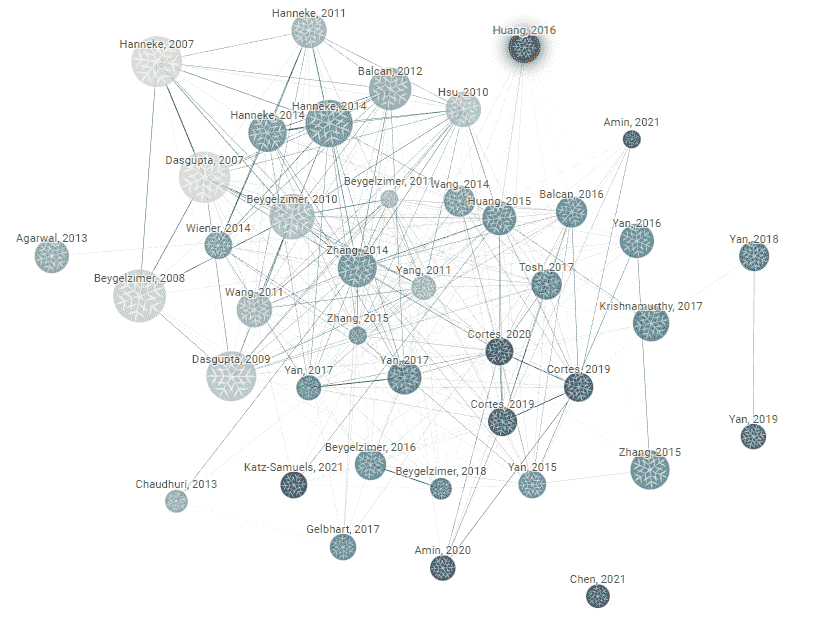 Hanneke, 2011
Huang, 2016
Hanneke, 2007
Balcan, 2012
Hsu, 2010
Hanneke, 2014
Hanneke, 2014
Amin, 2021
Dasgupta, 2007
Beygelzimer, 2011
Wang, 2014
Balcan, 2016
Beygelzimer, 2010
Huang, 2015
Yan, 2016
Wiener, 2014
Agarwal, 2013
Yan, 2018
Zhang, 2014
Tosh, 2017
Yang, 2011
Beygelzimer, 2008
Wang, 2011
Krishnamurthy, 2017
Zhang, 2015
Cortes, 2020
Dasgupta, 2009
Yan, 2017
Yan, 2017
Cortes, 2019
Cortes, 2019
Yan, 2019
Beygelzimer, 2016
Zhang, 2015
Katz-Samuels, 2021
Beygelzimer, 2018
Yan, 2015
Chaudhuri, 2013
Gelbhart, 2017
Amin, 2020
Chen, 2021